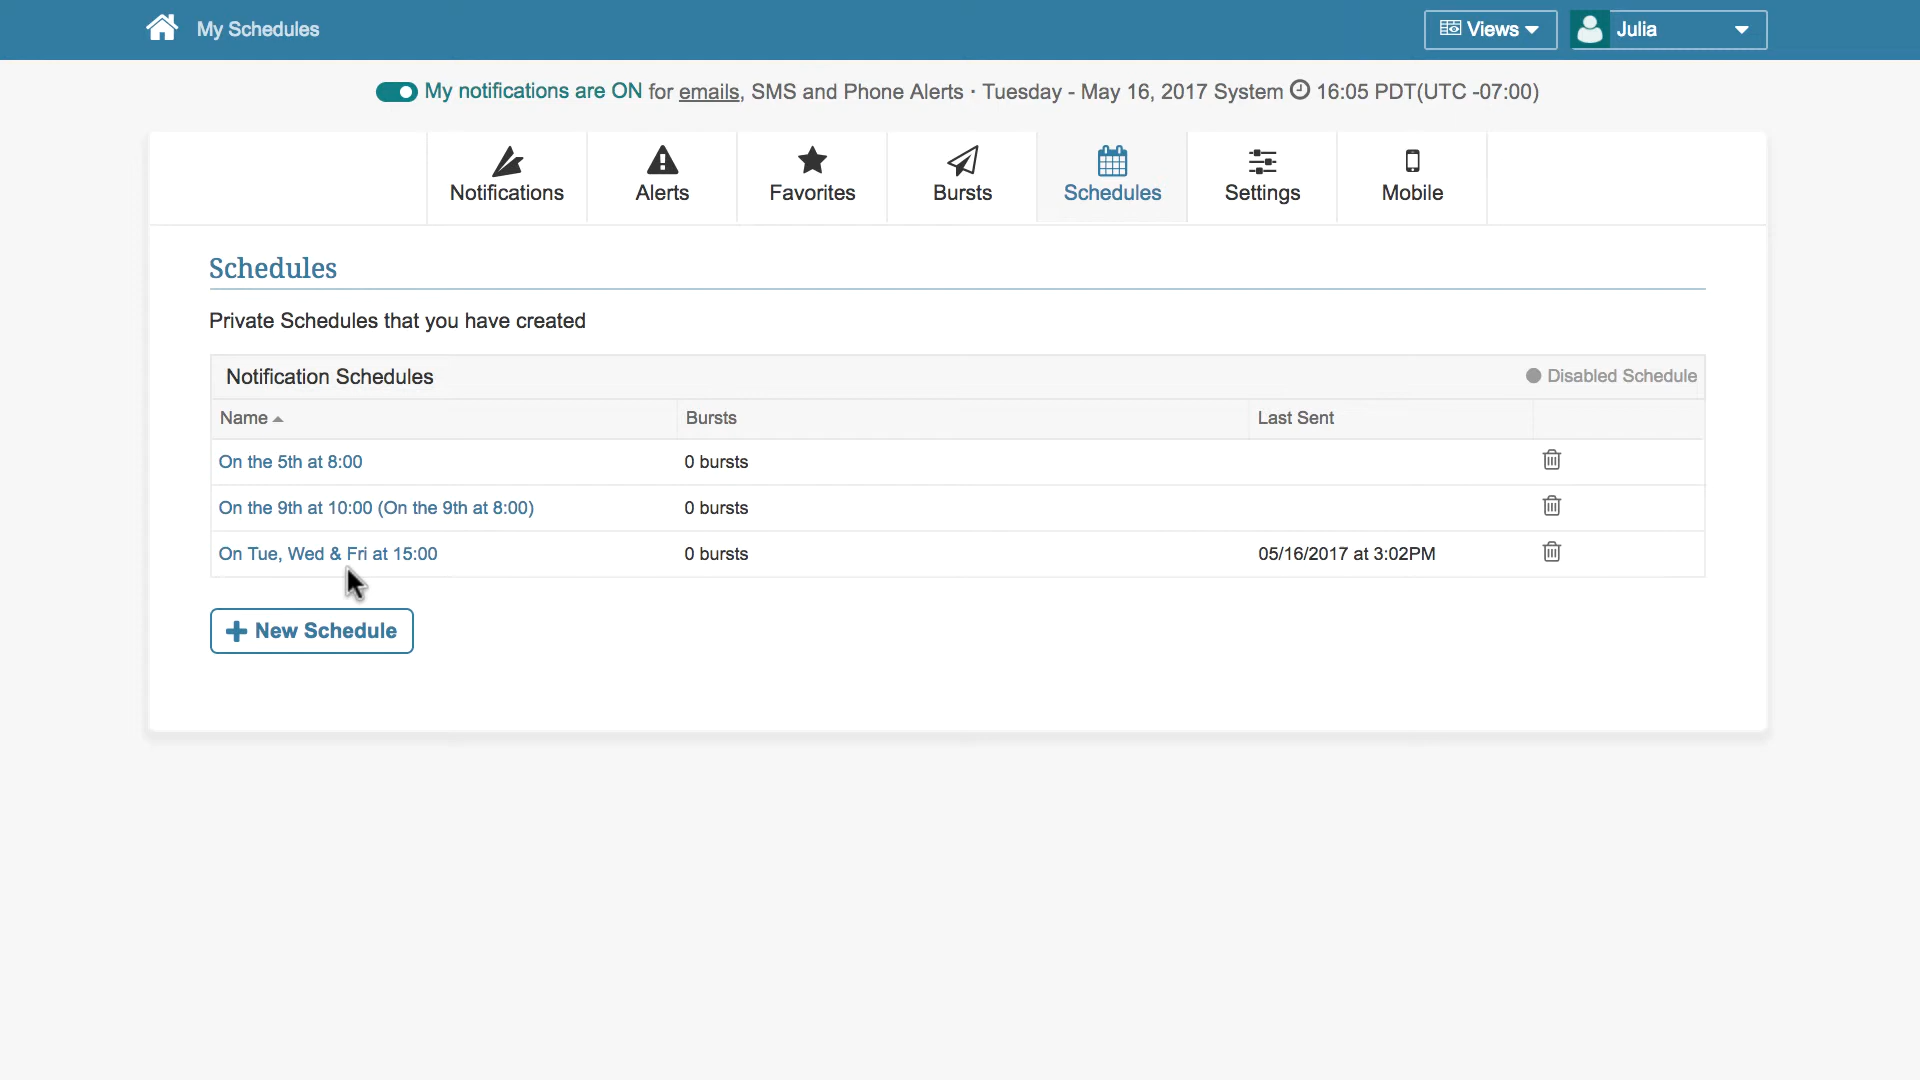 My Schedules
Views
Julia
My notifications are ON for emails, SMS and Phone Alerts · Tuesday - May 16, 2017 System 16:05 PDT(UTC -07:00)
Notifications
Alerts
Favorites
Bursts
Schedules
Settings
Mobile
Schedules
Private Schedules that you have created
Notification Schedules
Disabled Schedule
Name
Bursts
Last Sent
On the 5th at 8:00
0 bursts
On the 9th at 10:00 (On the 9th at 8:00)
0 bursts
On Tue, Wed & Fri at 15:00
0 bursts
05/16/2017 at 3:02PM
New Schedule